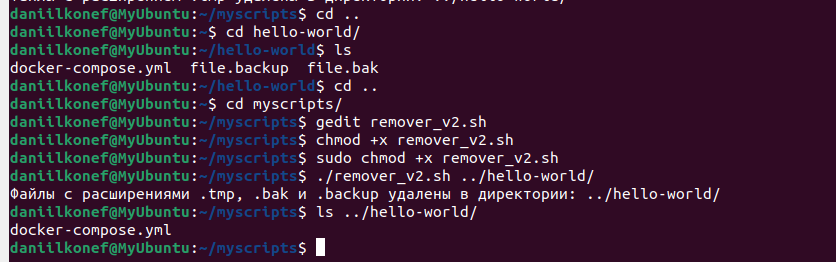 daniilkonef@MyUbuntu:~/myscripts$ cd ..
daniilkonef@MyUbuntu:~$ cd hello-world/
daniilkonef@MyUbuntu:~/hello-world$ ls
docker-compose.yml  file.backup  file.bak
daniilkonef@MyUbuntu:~/hello-world$ cd ..
daniilkonef@MyUbuntu:~$ cd myscripts/
daniilkonef@MyUbuntu:~/myscripts$ gedit remover_v2.sh
daniilkonef@MyUbuntu:~/myscripts$ chmod +x remover_v2.sh
daniilkonef@MyUbuntu:~/myscripts$ sudo chmod +x remover_v2.sh
daniilkonef@MyUbuntu:~/myscripts$ ./remover_v2.sh ../hello-world/
Файлы с расширениями .tmp, .bak и .backup удалены в директории: ../hello-world/
daniilkonef@MyUbuntu:~/myscripts$ ls ../hello-world/
docker-compose.yml
daniilkonef@MyUbuntu:~/myscripts$